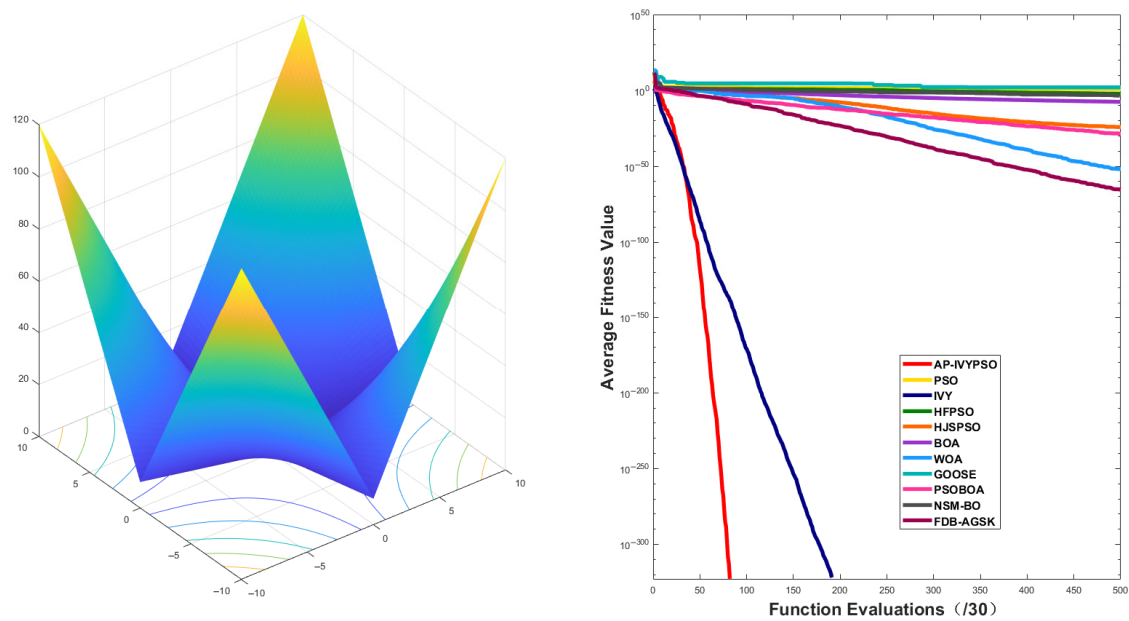 120
100
80
60
40
20
0
10
5
0
−5
−10
−10
−5
0
5
10
Average Fitness Value
10^50
10^0
10^−50
10^−100
10^−150
10^−200
10^−250
10^−300
0 50 100 150 200 250 300 350 400 450 500
Function Evaluations（/30）
AP-IVYPSO
PSO
IVY
HFPSO
HJSPSO
BOA
WOA
GOOSE
PSOBOA
NSM-BO
FDB-AGSK